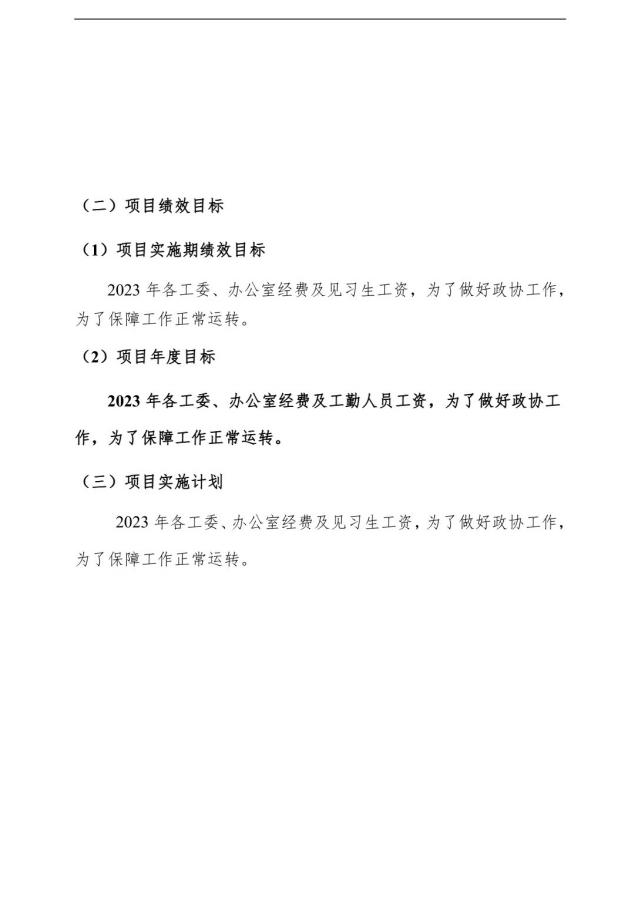 （二）项目绩效目标
（1）项目实施期绩效目标
2023 年各工委、办公室经费及见习生工资，为了做好政协工作，
为了保障工作正常运转。
（2）项目年度目标
2023 年各工委、办公室经费及工勤人员工资，为了做好政协工
作，为了保障工作正常运转。
（三）项目实施计划
2023 年各工委、办公室经费及见习生工资，为了做好政协工作，
为了保障工作正常运转。